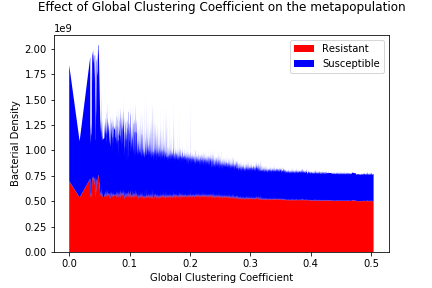 Effect of Global Clustering Coefficient on the metapopulation
1e9
Resistant
Susceptible
2.00
1.75
1.50
1.25
1.00
0.75
0.50
0.25
0.00
Bacterial Density
0.0 0.1 0.2 0.3 0.4 0.5
Global Clustering Coefficient